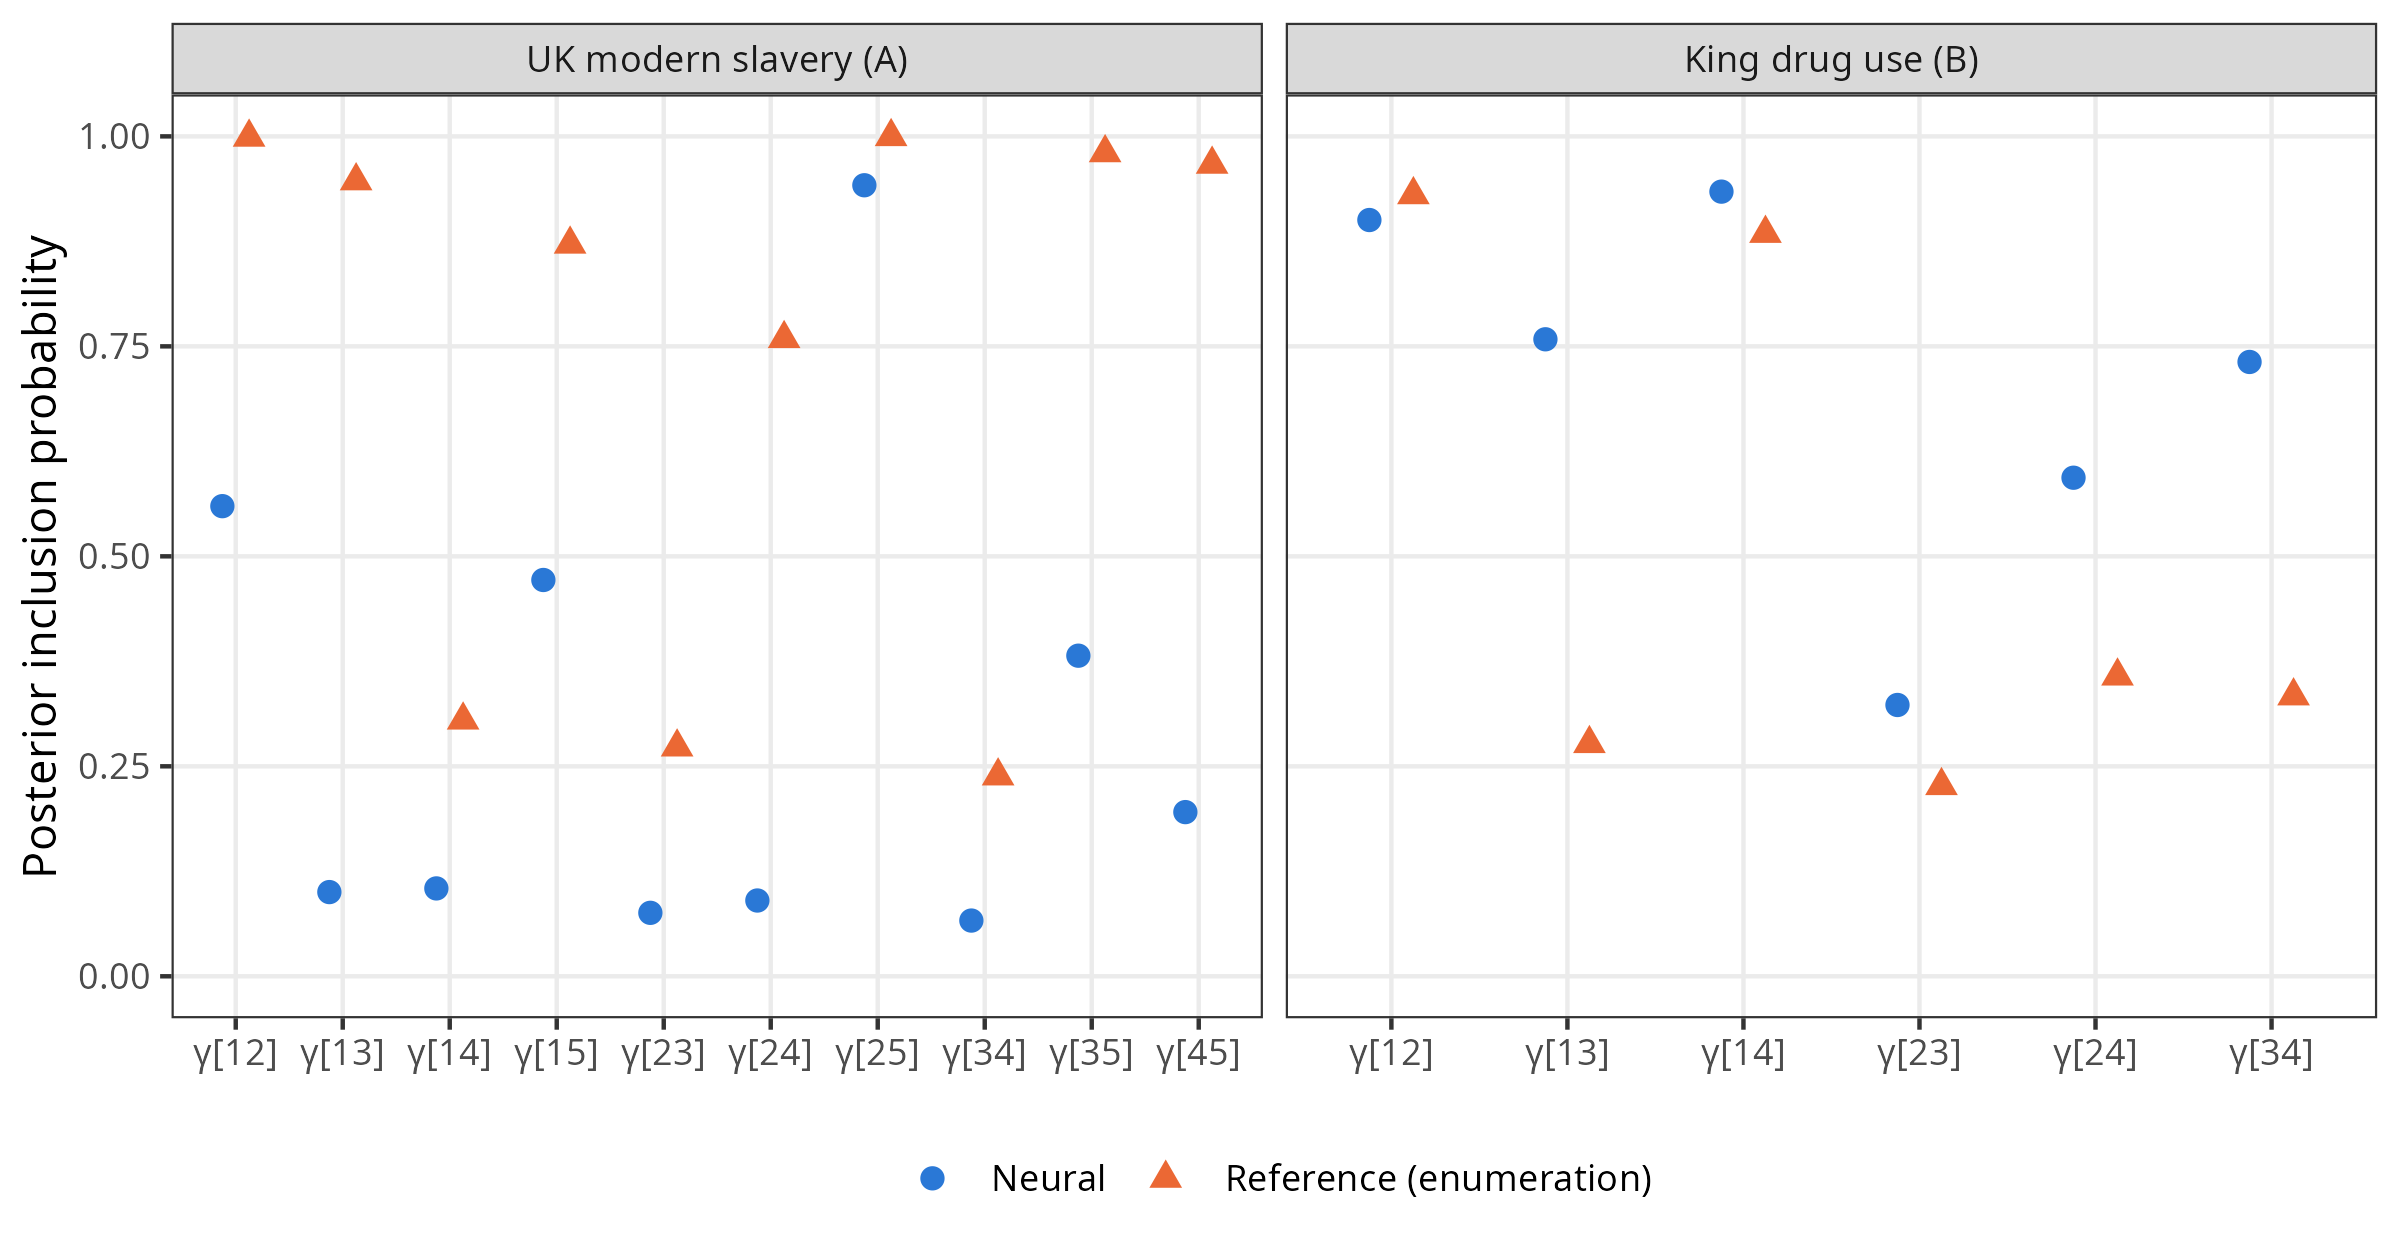 UK modern slavery (A)
King drug use (B)
Posterior inclusion probability
1.00
0.75
0.50
0.25
0.00
γ[12] γ[13] γ[14] γ[15] γ[23] γ[24] γ[25] γ[34] γ[35] γ[45]
γ[12] γ[13] γ[14] γ[23] γ[24] γ[34]
Neural Reference (enumeration)